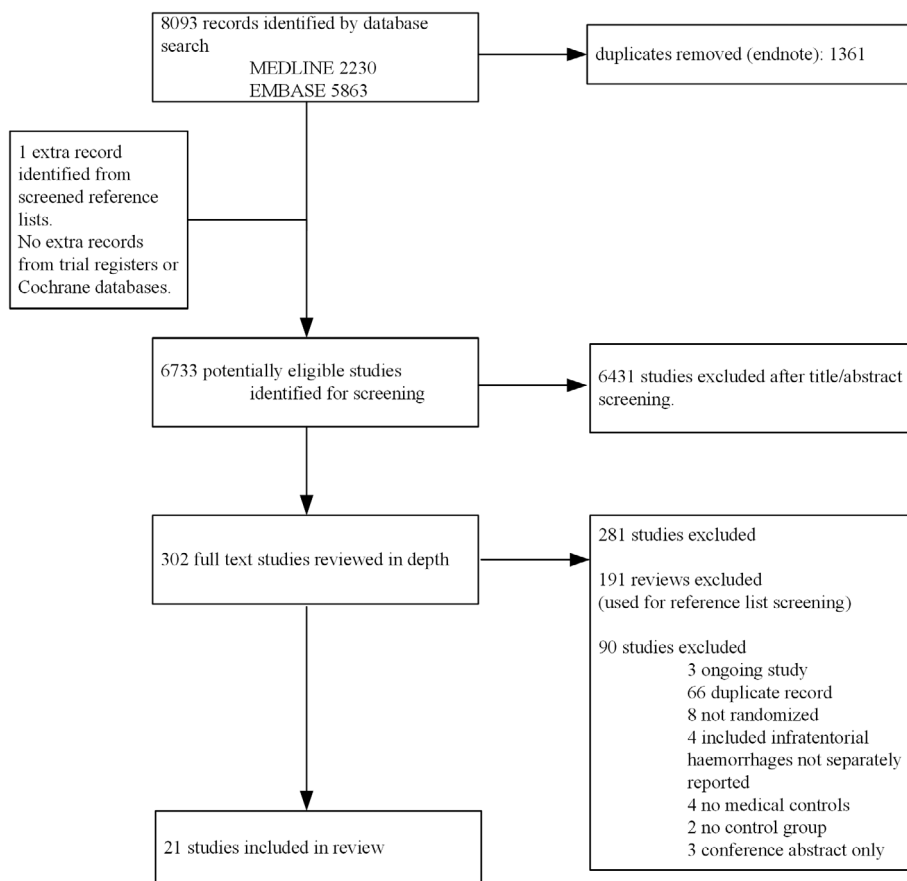 8093 records identified by database
search
MEDLINE 2230
EMBASE 5863
duplicates removed (endnote): 1361
1 extra record
identified from
screened reference
lists.
No extra records
from trial registers or
Cochrane databases.
6733 potentially eligible studies
identified for screening
6431 studies excluded after title/abstract
screening.
302 full text studies reviewed in depth
281 studies excluded
191 reviews excluded
(used for reference list screening)
90 studies excluded
3 ongoing study
66 duplicate record
8 not randomized
4 included infratentorial
haemorrhages not separately
reported
4 no medical controls
2 no control group
3 conference abstract only
21 studies included in review